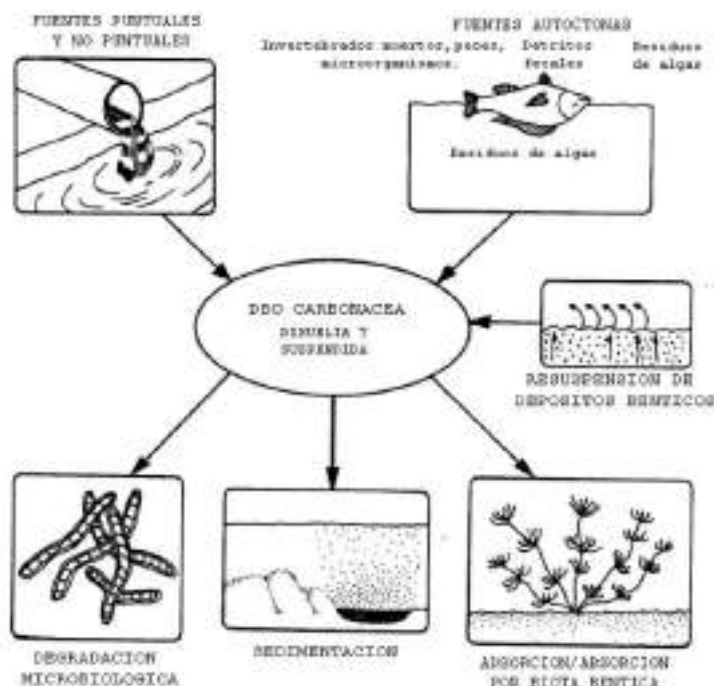 FUENTES PUNTUALES
Y NO PUNTUALES
FUENTES AUTOCTONAS
Invertebrados muertos, peces,
microorganismos.
Detritos
fecales
Residuos
de algas
Residuos de algas
DBO CARBONACEA
DISUELTA Y
SUSPENDIDA
RESUSPENSION DE
DEPOSITOS BENTICOS
DEGRADACION
MICROBIOLOGICA
SEDIMENTACION
ADSORCION/ABSORCION
POR BIOTA BENTICA